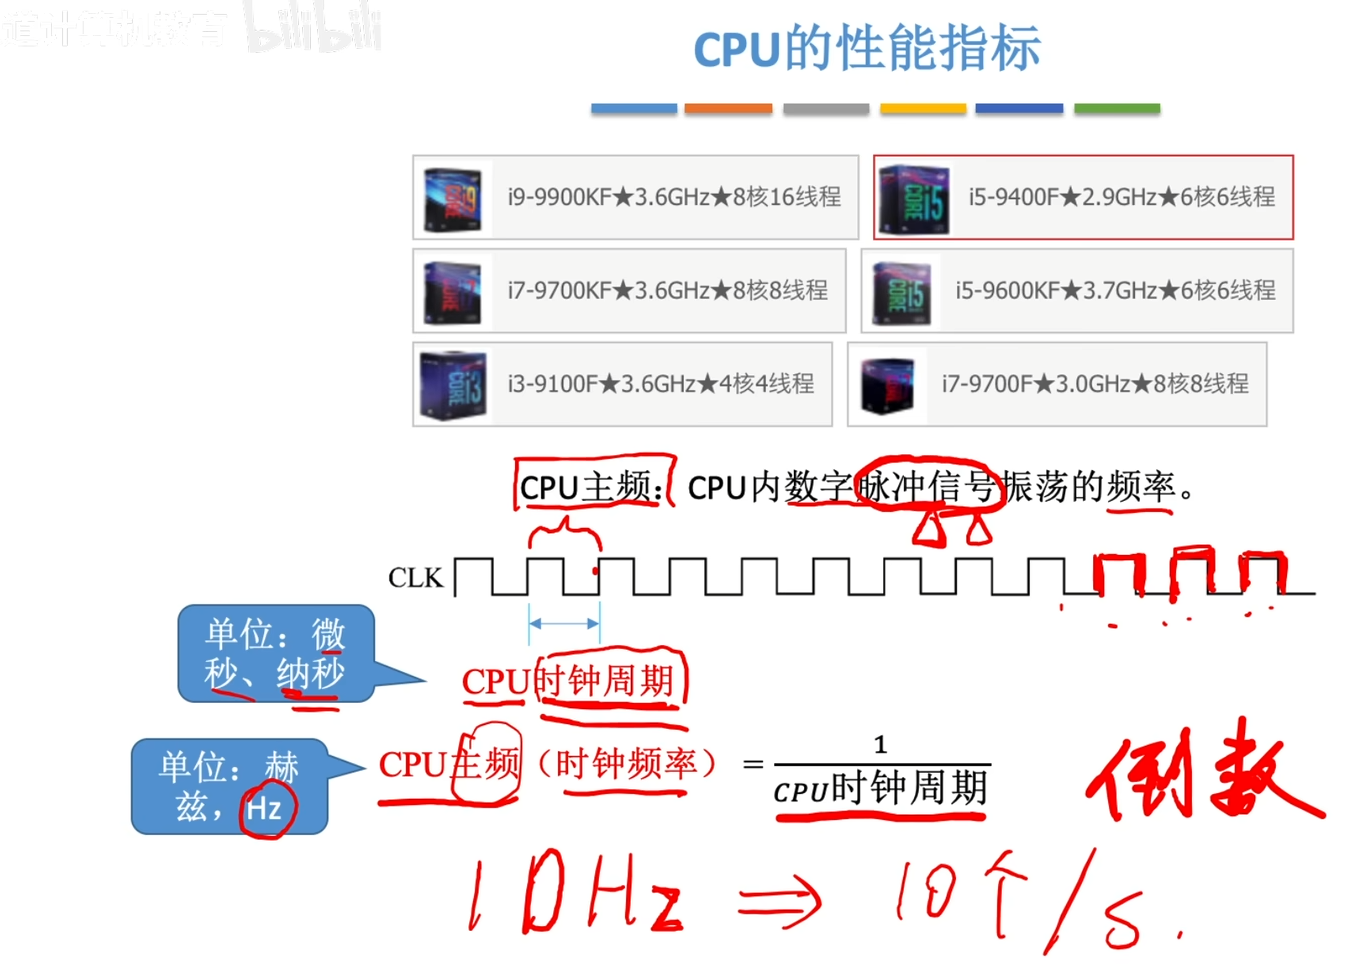 道计算机教育 bilibili
CPU的性能指标
i9-9900KF★3.6GHz★8核16线程
i5-9400F★2.9GHz★6核6线程
i7-9700KF★3.6GHz★8核8线程
i5-9600KF★3.7GHz★6核6线程
i3-9100F★3.6GHz★4核4线程
i7-9700F★3.0GHz★8核8线程
CPU主频：CPU内数字脉冲信号振荡的频率。
CLK
单位：微
秒、纳秒
CPU时钟周期
单位：赫
兹，Hz
CPU主频（时钟频率）=
1
CPU时钟周期
倒数
10Hz ⇒ 10个/s.